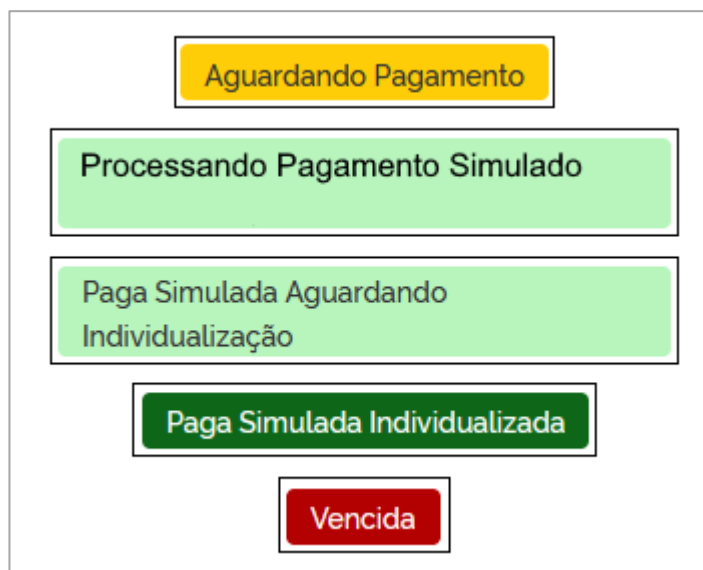 Aguardando Pagamento
Processando Pagamento Simulado
Paga Simulada Aguardando
Individualização
Paga Simulada Individualizada
Vencida